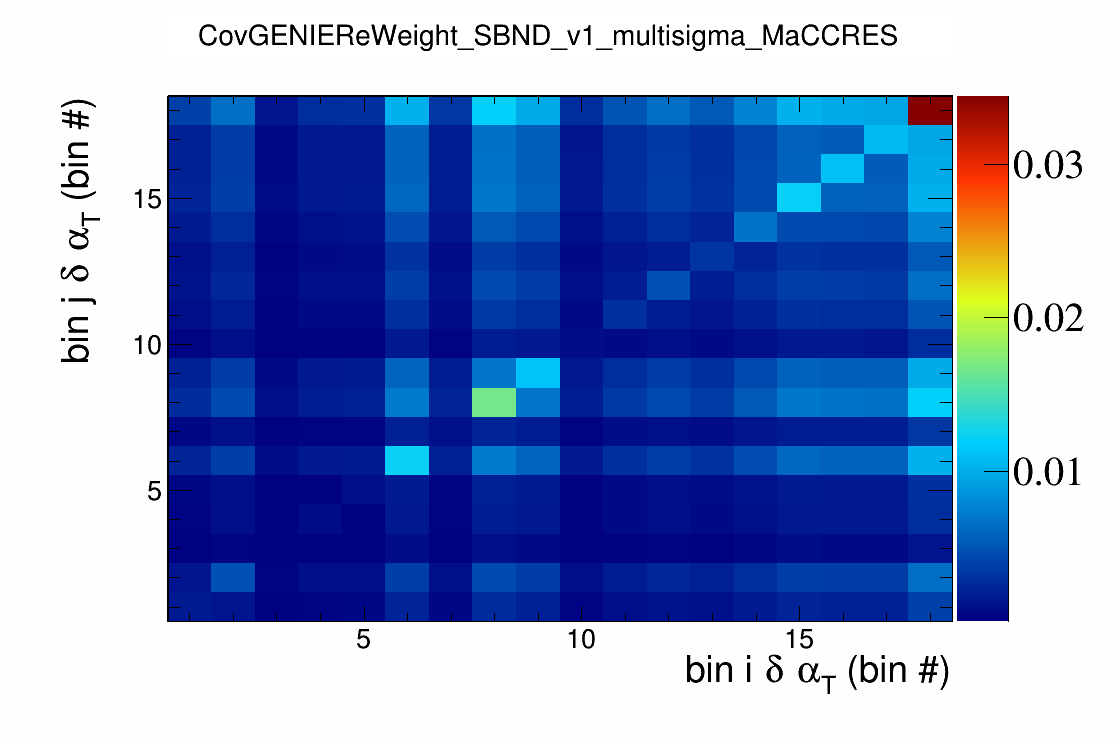 CovGENIEReWeight_SBND_v1_multisigma_MaCCRES
bin j δ α_T (bin #)
15
10
5
5 10 15
bin i δ α_T (bin #)
0.03
0.02
0.01